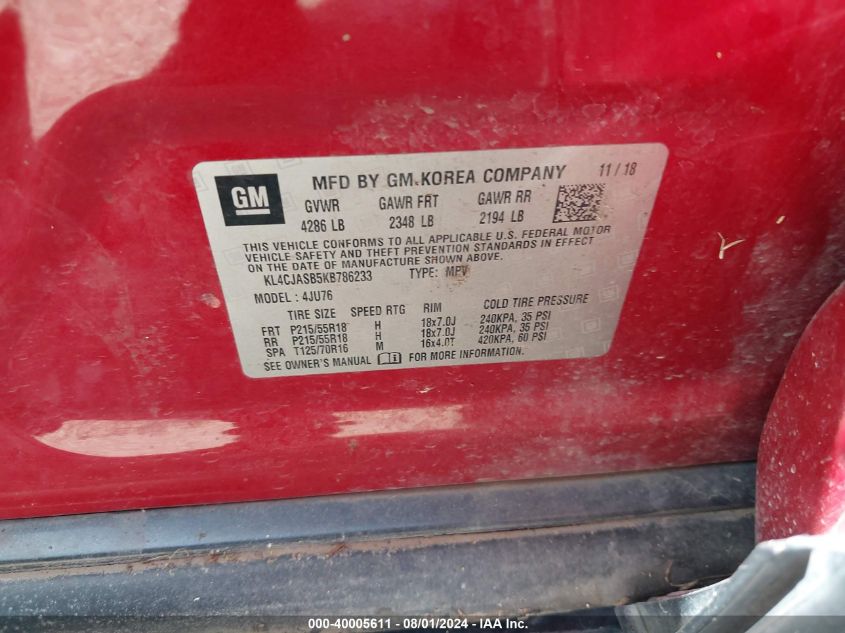 GM
MFD BY GM KOREA COMPANY 11 / 18
GVWR GAWR FRT GAWR RR
4286 LB 2348 LB 2194 LB
THIS VEHICLE CONFORMS TO ALL APPLICABLE U.S. FEDERAL MOTOR
VEHICLE SAFETY AND THEFT PREVENTION STANDARDS IN EFFECT
ON THE DATE OF MANUFACTURE SHOWN ABOVE.
KL4CJASB5KB786233 TYPE: MPV
MODEL : 4JU76
TIRE SIZE SPEED RTG RIM COLD TIRE PRESSURE
FRT P215/55R18 H 18x7.0J 240KPA, 35 PSI
RR P215/55R18 H 18x7.0J 240KPA, 35 PSI
SPA T125/70R16 M 16x4.0T 420KPA, 60 PSI
SEE OWNER'S MANUAL FOR MORE INFORMATION.
000-40005611 - 08/01/2024 - IAA Inc.